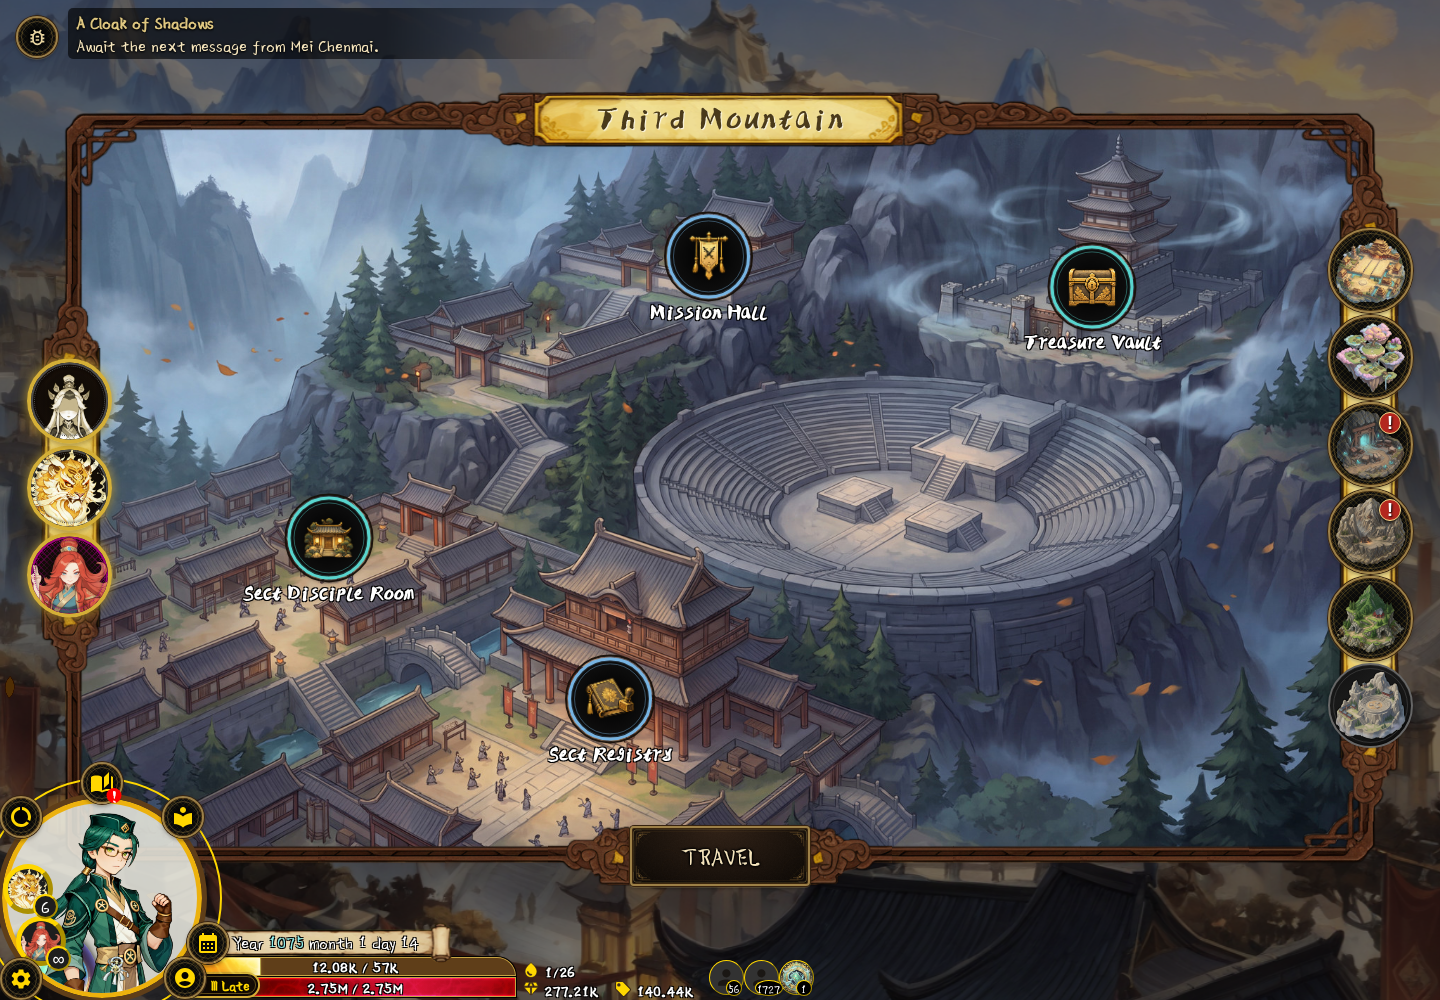 A Cloak of Shadows
Await the next message from Mei Chenmai.
Third Mountain
Mission Hall
Treasure Vault
Sect Disciple Room
Sect Registry
TRAVEL
!
!
!
6
∞
Year 1075 month 1 day 14
12.08K / 57K
III Late
2.75M / 2.75M
1/26
277.21K
140.44K
56
1727
1